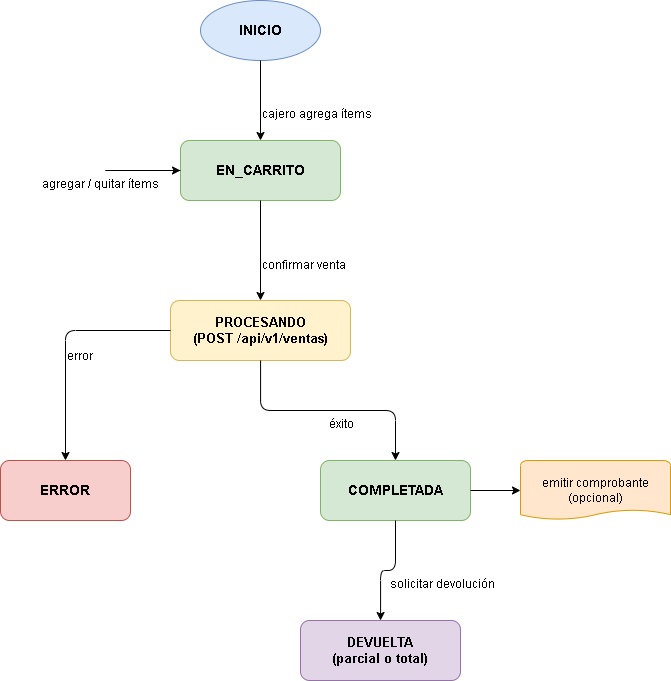 INICIO
cajero agrega ítems
EN_CARRITO
agregar / quitar ítems
confirmar venta
PROCESANDO
(POST /api/v1/ventas)
error
éxito
ERROR
COMPLETADA
emitir comprobante
(opcional)
solicitar devolución
DEVUELTA
(parcial o total)